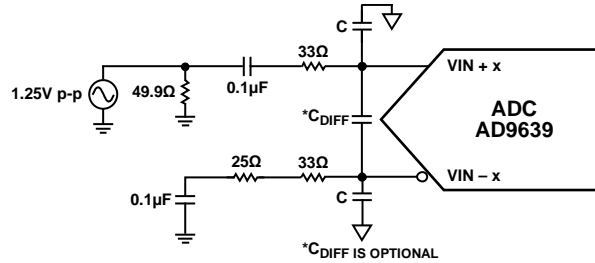 C
33Ω
VIN + x
1.25V p-p
49.9Ω
0.1µF
*CDIFF
ADC
AD9639
25Ω
33Ω
VIN – x
0.1µF
C
*CDIFF IS OPTIONAL